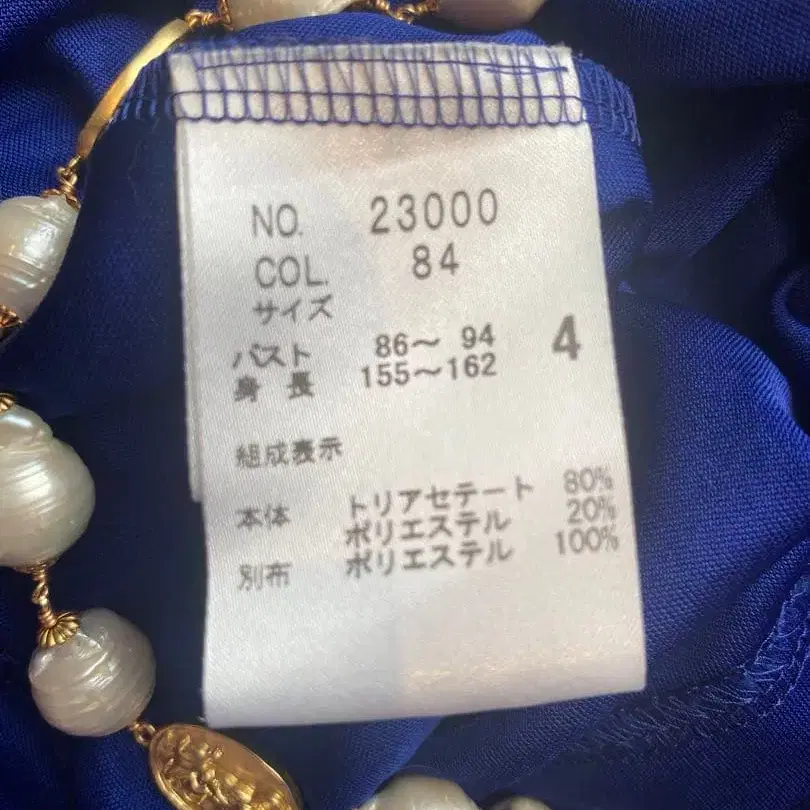 NO. 23000
COL. 84
サイズ
バスト 86～ 94 4
身 長 155～162
組成表示
本体 トリアセテート 80%
ポリエステル 20%
別布 ポリエステル 100%